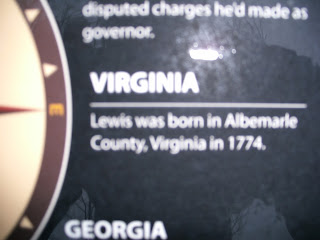 disputed charges he'd made as
governor.
VIRGINIA
Lewis was born in Albemarle
County, Virginia in 1774.
E
GEORGIA